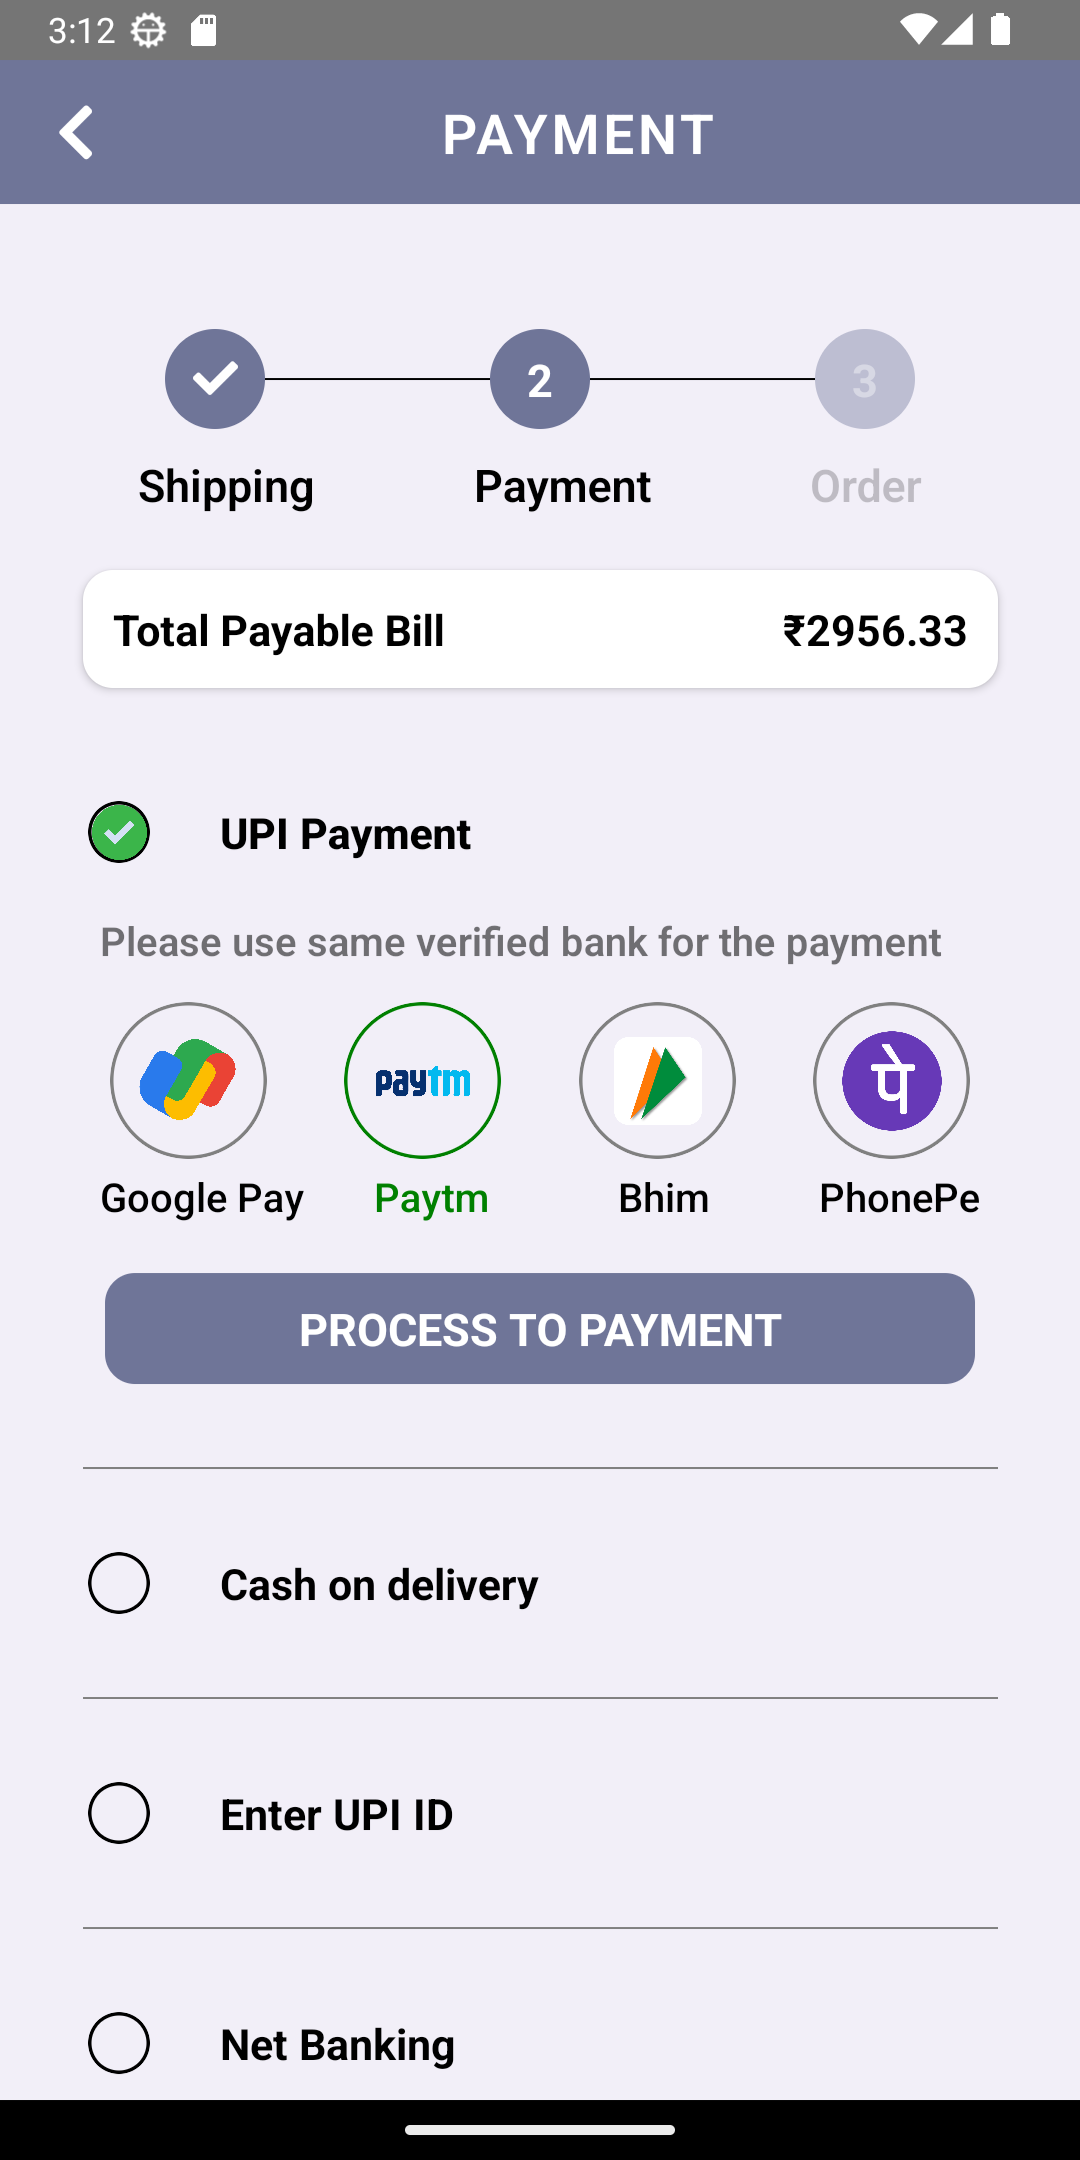 3:12
PAYMENT
2
3
Shipping
Payment
Order
Total Payable Bill ₹2956.33
UPI Payment
Please use same verified bank for the payment
paytm
पे
Google Pay
Paytm
Bhim
PhonePe
PROCESS TO PAYMENT
Cash on delivery
Enter UPI ID
Net Banking